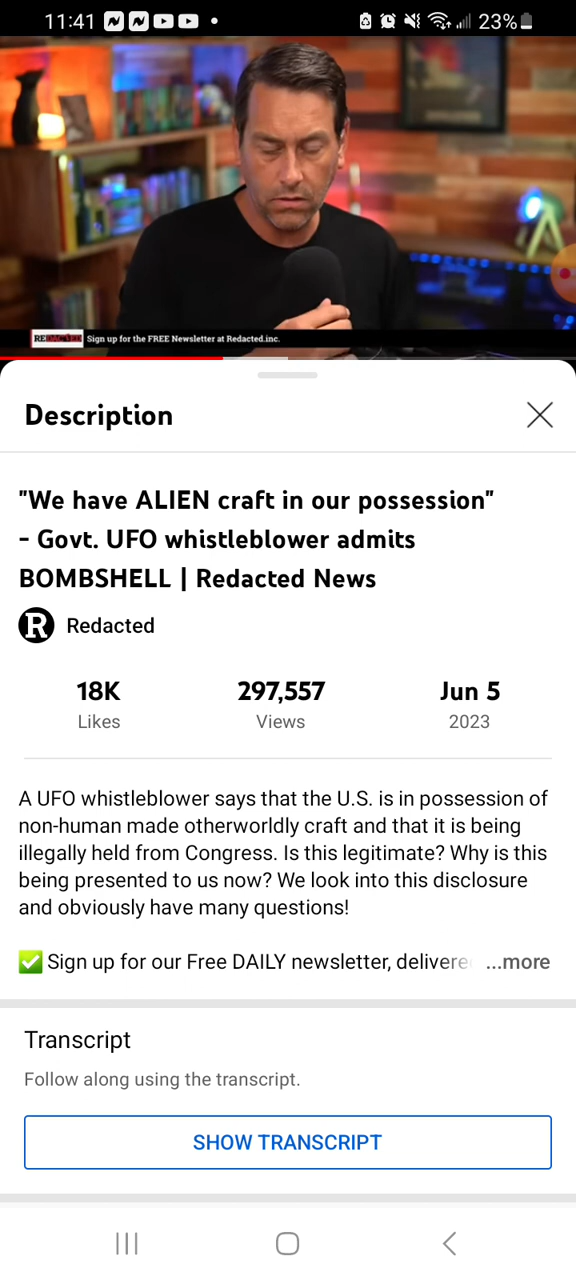 11:41
23%
REDACTED Sign up for the FREE Newsletter at Redacted.inc.
Description
"We have ALIEN craft in our possession"
- Govt. UFO whistleblower admits
BOMBSHELL | Redacted News
R Redacted
18K 297,557 Jun 5
Likes Views 2023
A UFO whistleblower says that the U.S. is in possession of
non-human made otherworldly craft and that it is being
illegally held from Congress. Is this legitimate? Why is this
being presented to us now? We look into this disclosure
and obviously have many questions!
✅ Sign up for our Free DAILY newsletter, delivere ...more
Transcript
Follow along using the transcript.
SHOW TRANSCRIPT